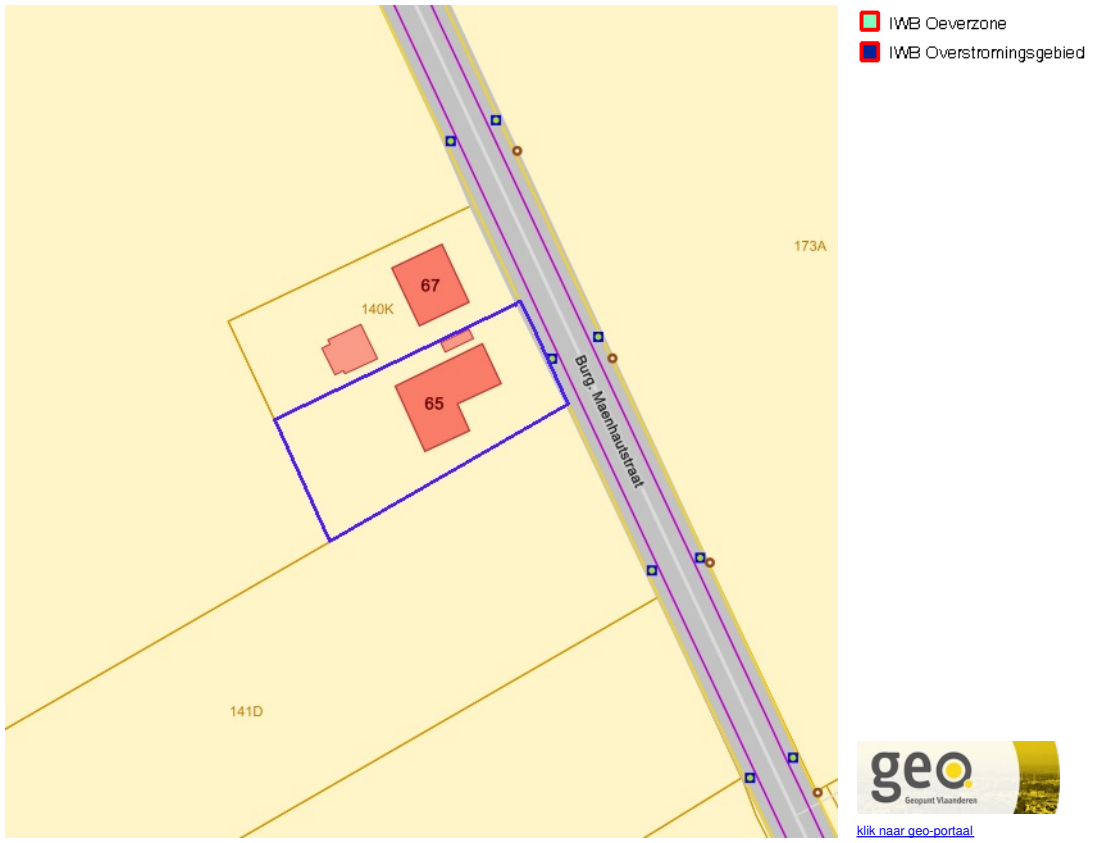 IWB Oeverzone
IWB Overstromingsgebied
173A
67
140K
Burg. Maenhautstraat
65
141D
geo.
Geopunt Vlaanderen
klik naar geo-portaal